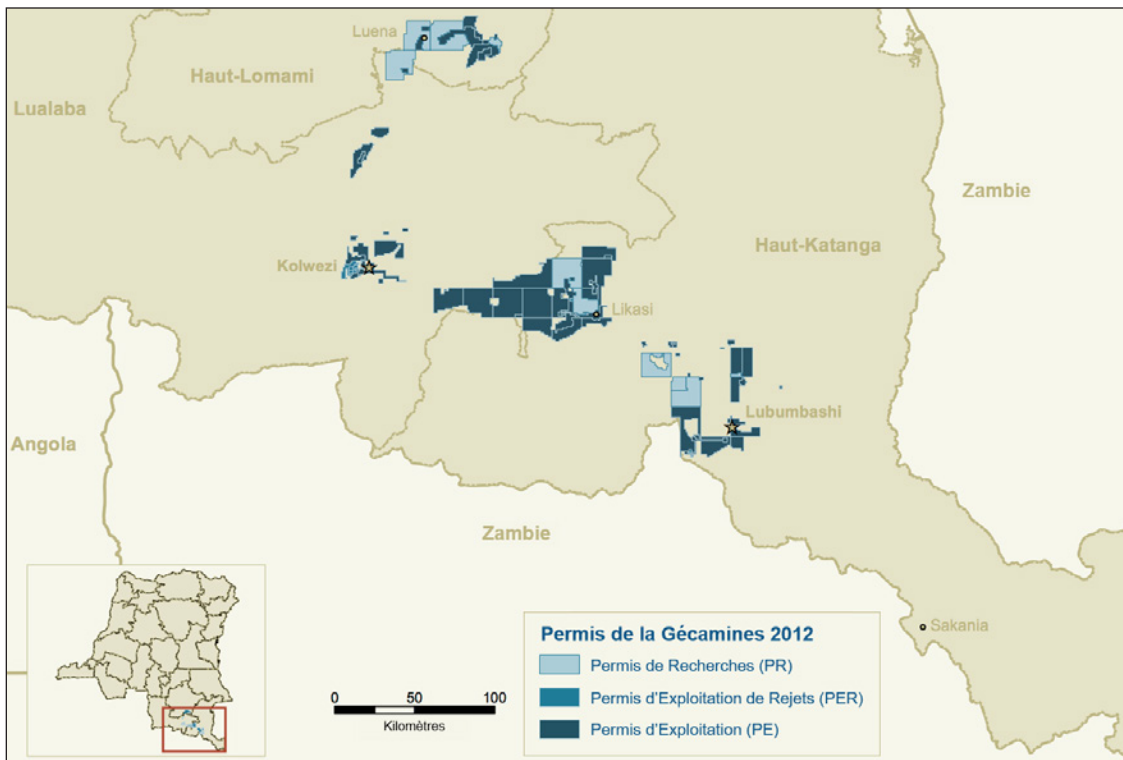 Luena
Haut-Lomami
Lualaba
Zambie
Haut-Katanga
Kolwezi
Likasi
Lubumbashi
Angola
Zambie
Sakania
Permis de la Gécamines 2012
Permis de Recherches (PR)
Permis d'Exploitation de Rejets (PER)
Permis d'Exploitation (PE)
0 50 100
Kilomètres